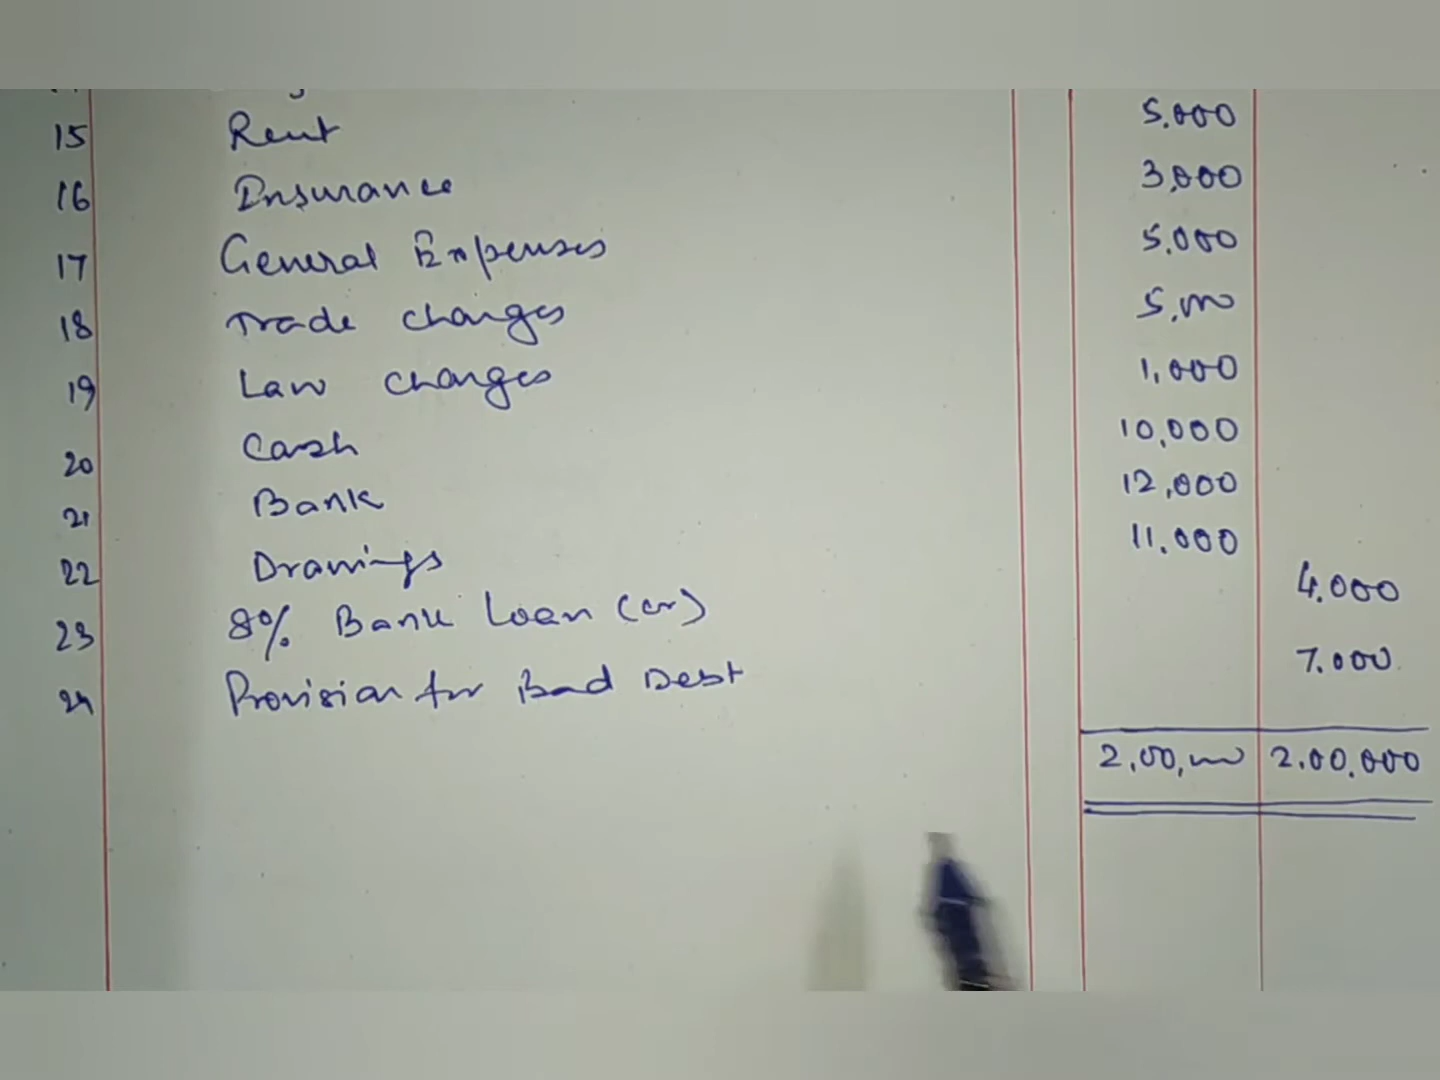 15 Rent 5.000
16 Insurance 3,000
17 General Expenses 5.000
18 Trade charges 5,000
19 Law charges 1,000
20 Cash 10,000
21 Bank 12,000
22 Drawings 11.000
23 8% Bank Loan (cr) 4.000
24 Provision for Bad Debt 7.000
2,00,000 2.00.000